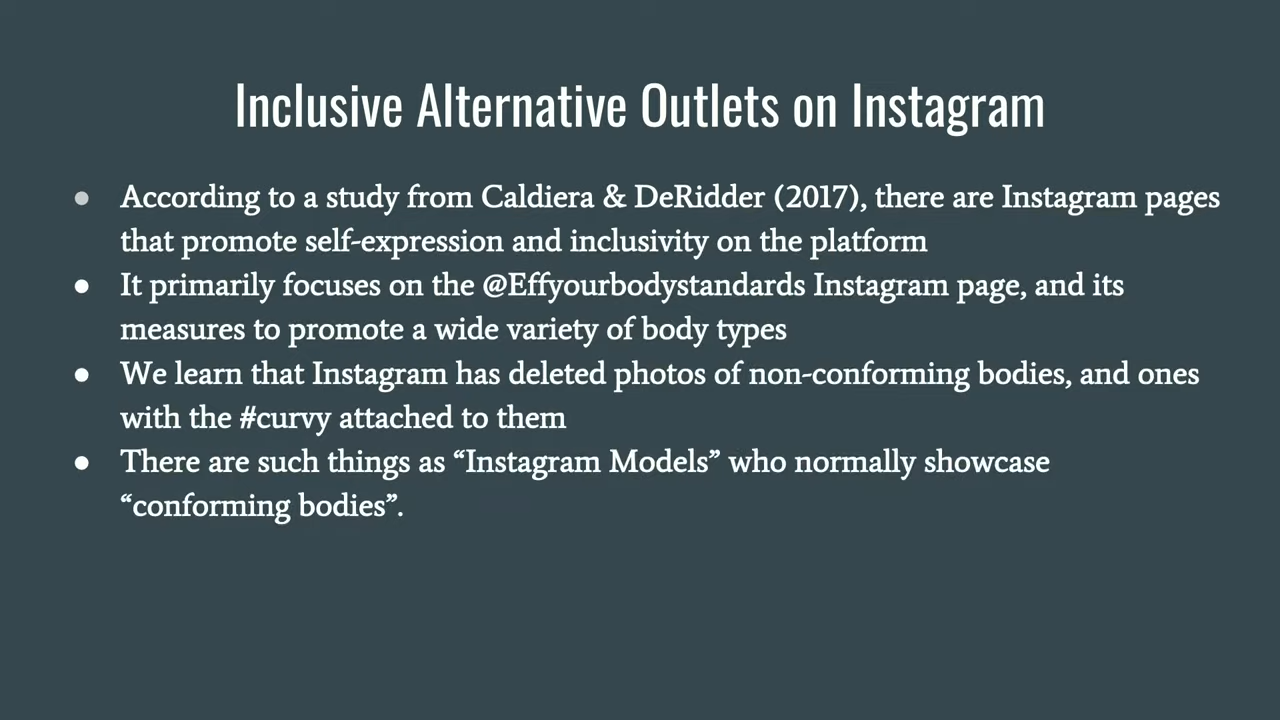 Inclusive Alternative Outlets on Instagram
● According to a study from Caldiera & DeRidder (2017), there are Instagram pages
that promote self-expression and inclusivity on the platform
● It primarily focuses on the @Effyourbodystandards Instagram page, and its
measures to promote a wide variety of body types
● We learn that Instagram has deleted photos of non-conforming bodies, and ones
with the #curvy attached to them
● There are such things as “Instagram Models” who normally showcase
“conforming bodies”.